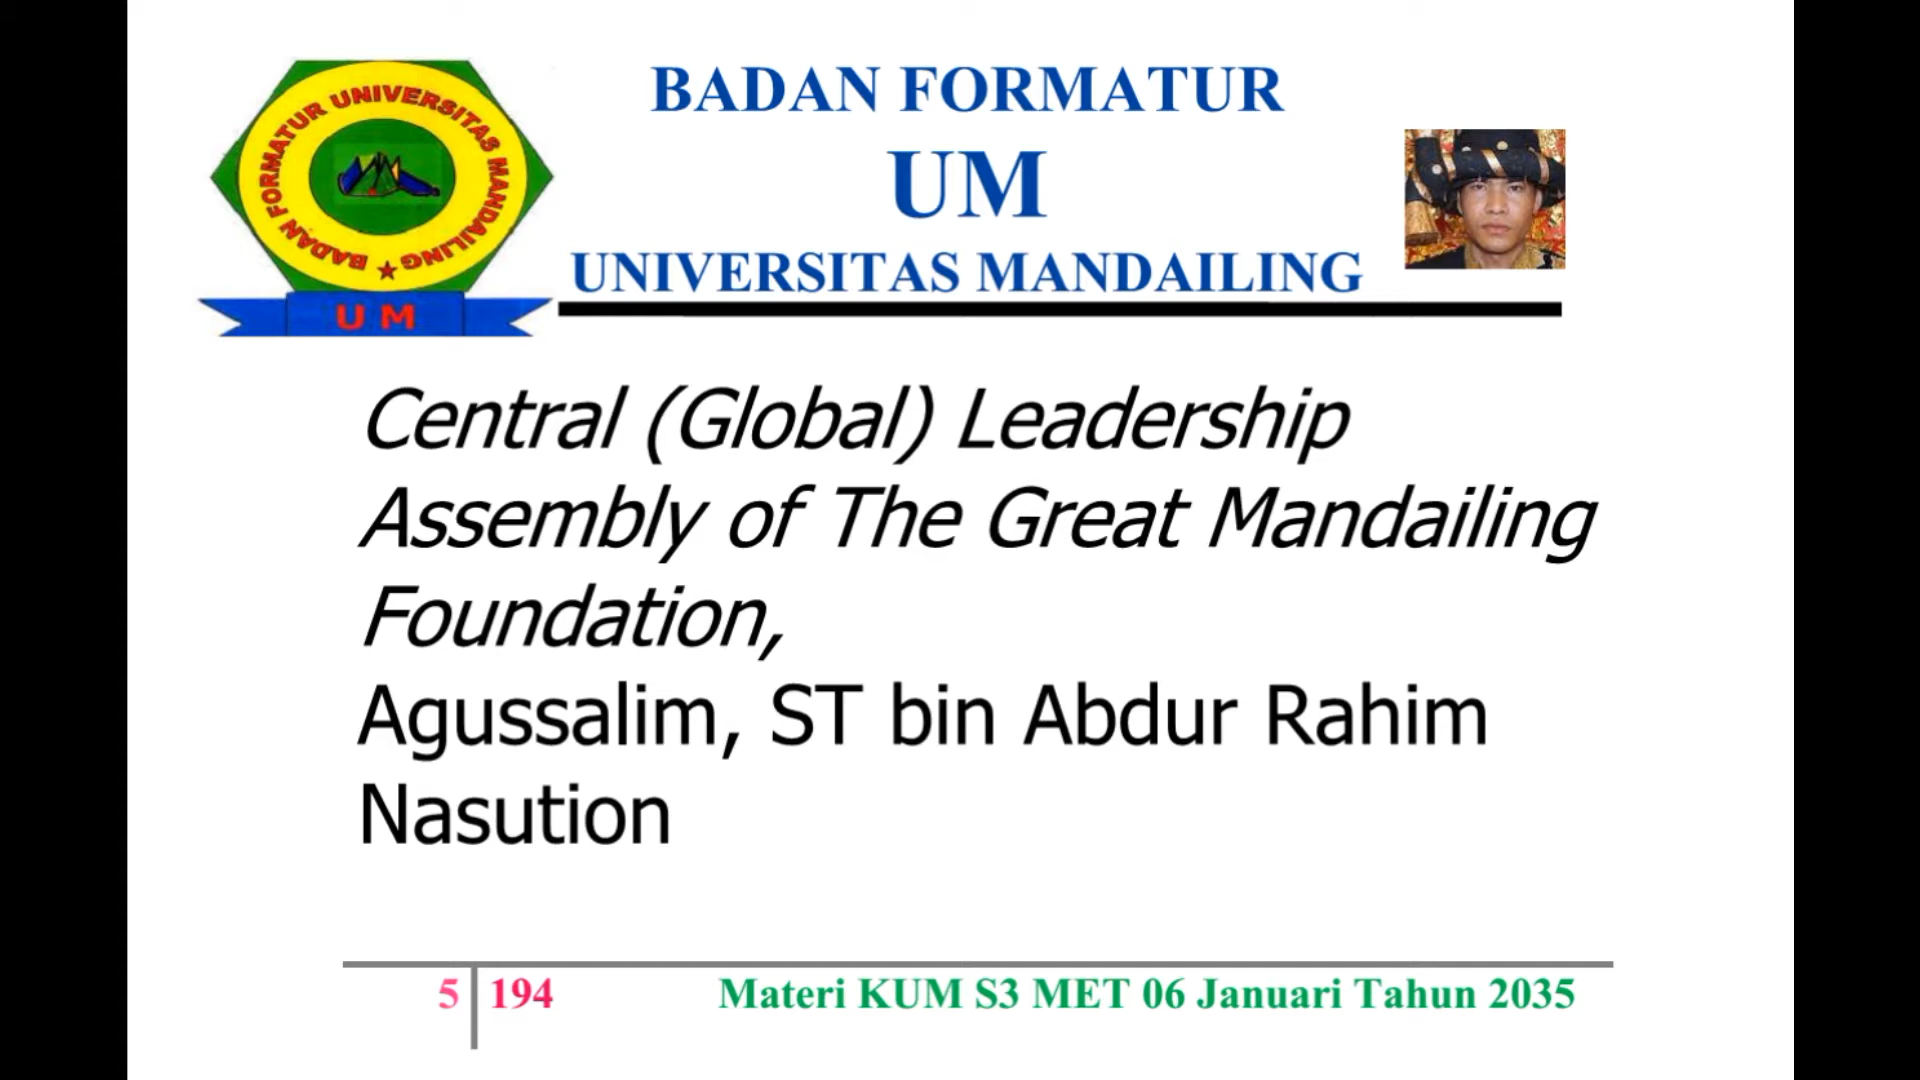 BADAN FORMATUR UNIVERSITAS MANDAILING
U M
BADAN FORMATUR
UM
UNIVERSITAS MANDAILING
Central (Global) Leadership
Assembly of The Great Mandailing
Foundation,
Agussalim, ST bin Abdur Rahim
Nasution
5 194 Materi KUM S3 MET 06 Januari Tahun 2035